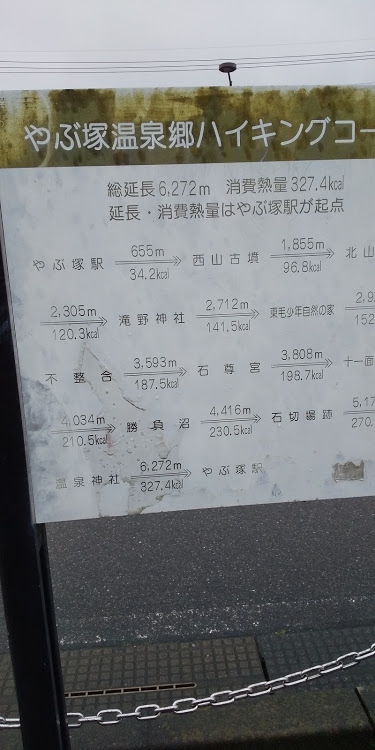 やぶ塚温泉郷ハイキングコー
総延長6,272m 消費熱量327.4kcal
延長・消費熱量はやぶ塚駅が起点
やぶ塚駅 655m 34.2kcal 西山古墳 1,855m 96.8kcal 北山
2,305m 120.3kcal 滝野神社 2,712m 141.5kcal 東毛少年自然の家 2,9 152
不整合 3,593m 187.5kcal 石尊宮 3,808m 198.7kcal 十一面
4,034m 210.5kcal 勝負沼 4,416m 230.5kcal 石切場跡 5,17 270.
温泉神社 6,272m 327.4kcal やぶ塚駅